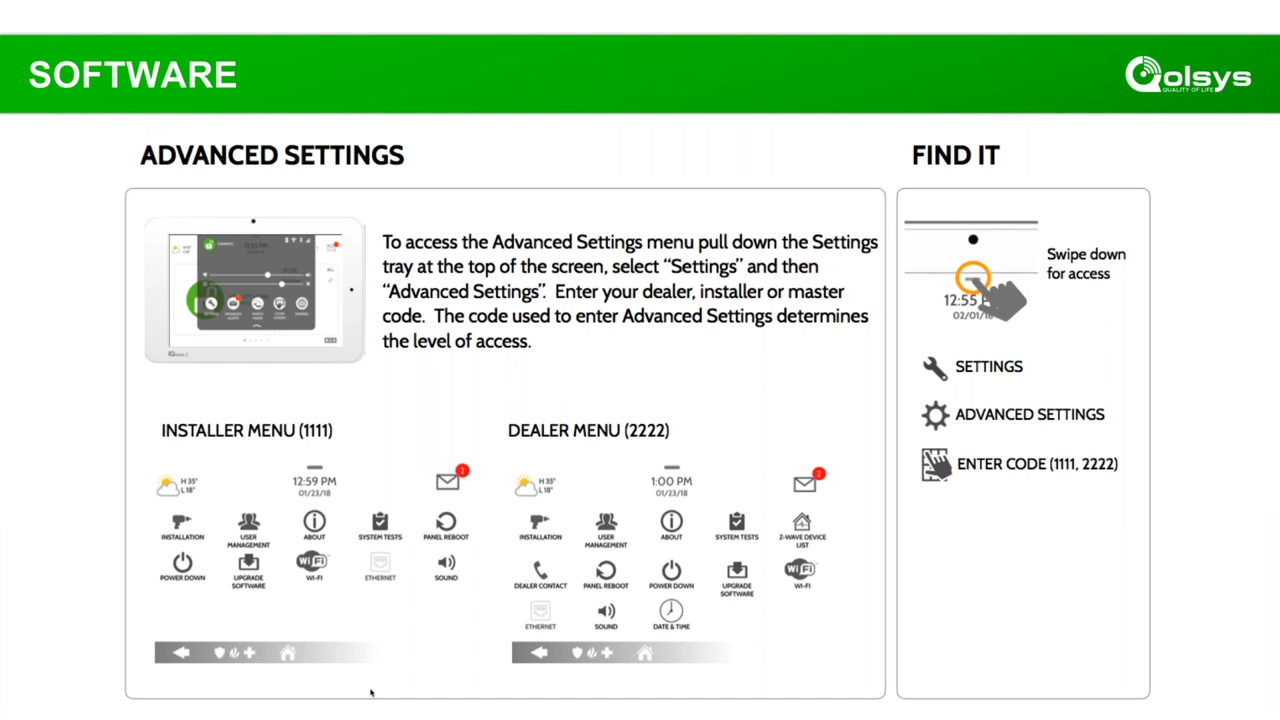 SOFTWARE
Qolsys
QUALITY OF LIFE
ADVANCED SETTINGS
To access the Advanced Settings menu pull down the Settings
tray at the top of the screen, select “Settings” and then
“Advanced Settings”. Enter your dealer, installer or master
code. The code used to enter Advanced Settings determines
the level of access.
INSTALLER MENU (1111)
H 35°
L 18°
12:59 PM
01/23/18
2
INSTALLATION
USER MANAGEMENT
ABOUT
SYSTEM TESTS
PANEL REBOOT
POWER DOWN
UPGRADE SOFTWARE
WiFi
WI-FI
ETHERNET
SOUND
DEALER MENU (2222)
H 35°
L 18°
1:00 PM
01/23/18
2
INSTALLATION
USER MANAGEMENT
ABOUT
SYSTEM TESTS
Z-WAVE DEVICE LIST
DEALER CONTACT
PANEL REBOOT
POWER DOWN
UPGRADE SOFTWARE
WiFi
WI-FI
ETHERNET
SOUND
DATE & TIME
FIND IT
12:55
02/01/18
Swipe down
for access
SETTINGS
ADVANCED SETTINGS
ENTER CODE (1111, 2222)